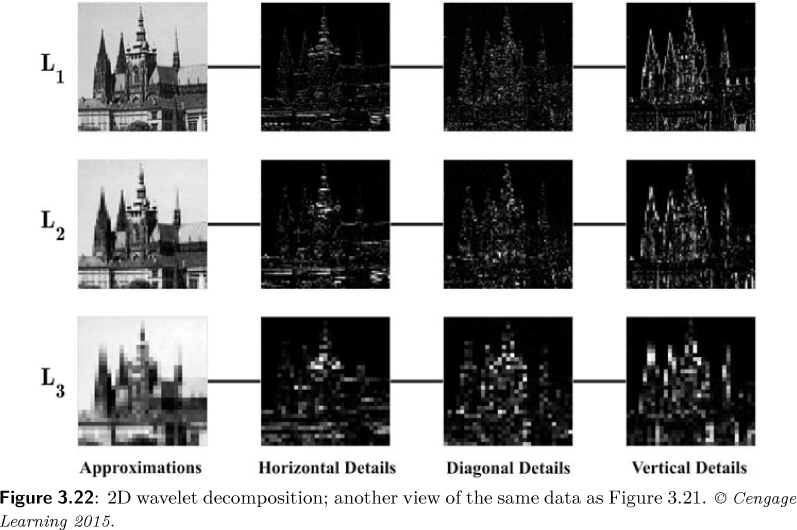 L1
L2
L3
Approximations Horizontal Details Diagonal Details Vertical Details
Figure 3.22: 2D wavelet decomposition; another view of the same data as Figure 3.21. © Cengage
Learning 2015.